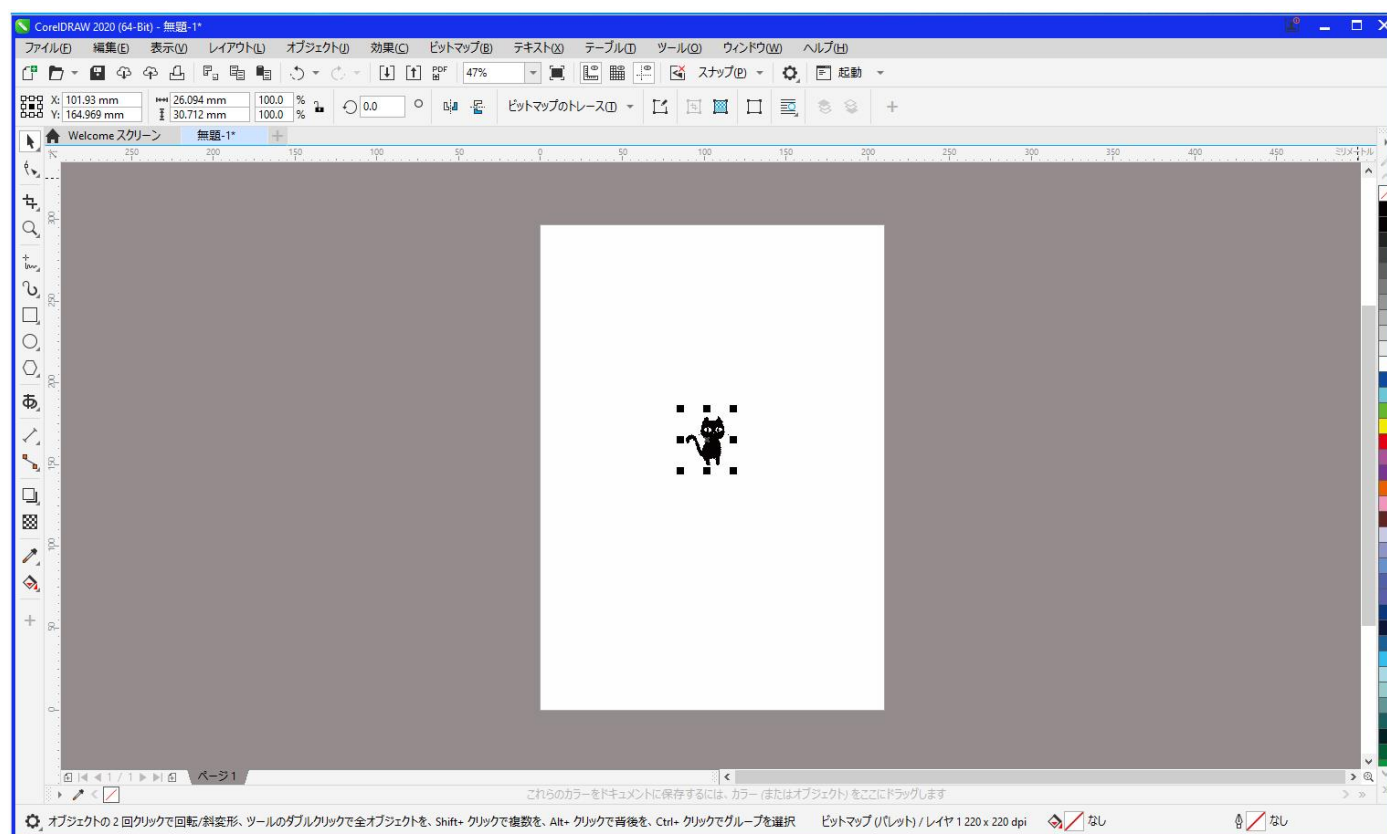 CorelDRAW 2020 (64-Bit) - 無題-1*
ファイル(F) 編集(E) 表示(V) レイアウト(L) オブジェクト(J) 効果(C) ビットマップ(B) テキスト(X) テーブル(T) ツール(O) ウィンドウ(W) ヘルプ(H)
PDF 47% スナップ(P) 起動
X: 101.93 mm 26.094 mm 100.0 % 0.0 ビットマップのトレース(T)
Y: 164.969 mm 30.712 mm 100.0 %
Welcome スクリーン 無題-1*
250 200 150 100 50 0 50 100 150 200 250 300 350 400 450 ミリメートル
300
250
200
字
あ
150
100
50
0
1 / 1 ページ 1
これらのカラーをドキュメントに保存するには、カラー (またはオブジェクト) をここにドラッグします
オブジェクトの 2 回クリックで回転/斜変形、ツールのダブルクリックで全オブジェクトを、Shift+ クリックで複数を、Alt+ クリックで背後を、Ctrl+ クリックでグループを選択 ビットマップ (パレット) / レイヤ 1 220 x 220 dpi なし なし